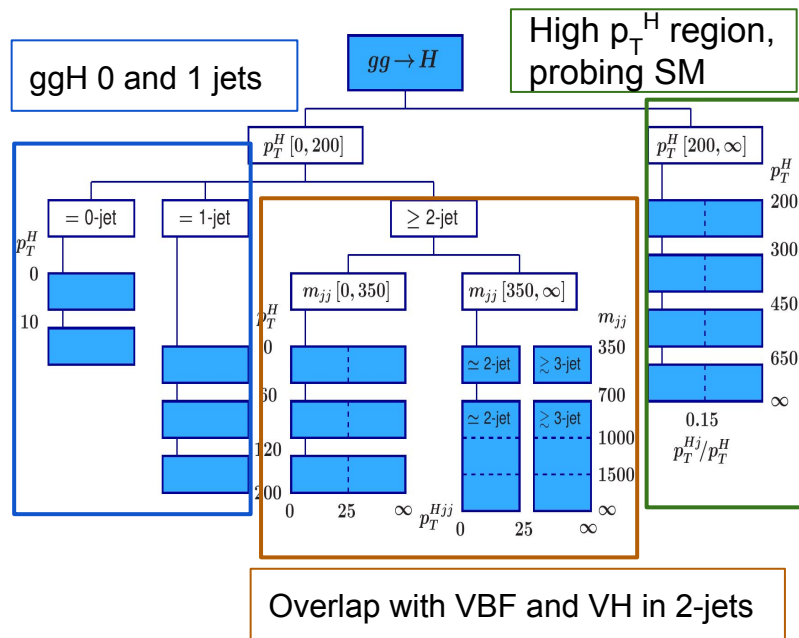 ggH 0 and 1 jets
gg → H
High p_T^H region,
probing SM
p_T^H [0, 200]
p_T^H [200, ∞]
= 0-jet
= 1-jet
≥ 2-jet
p_T^H
0
10
m_jj [0, 350]
m_jj [350, ∞]
p_T^H
0
60
120
200
m_jj
350
700
1000
1500
∞
≃ 2-jet
≳ 3-jet
≃ 2-jet
≳ 3-jet
0
25
∞
p_T^Hjj
0
25
∞
p_T^H
200
300
450
650
∞
0.15
p_T^Hj/p_T^H
Overlap with VBF and VH in 2-jets